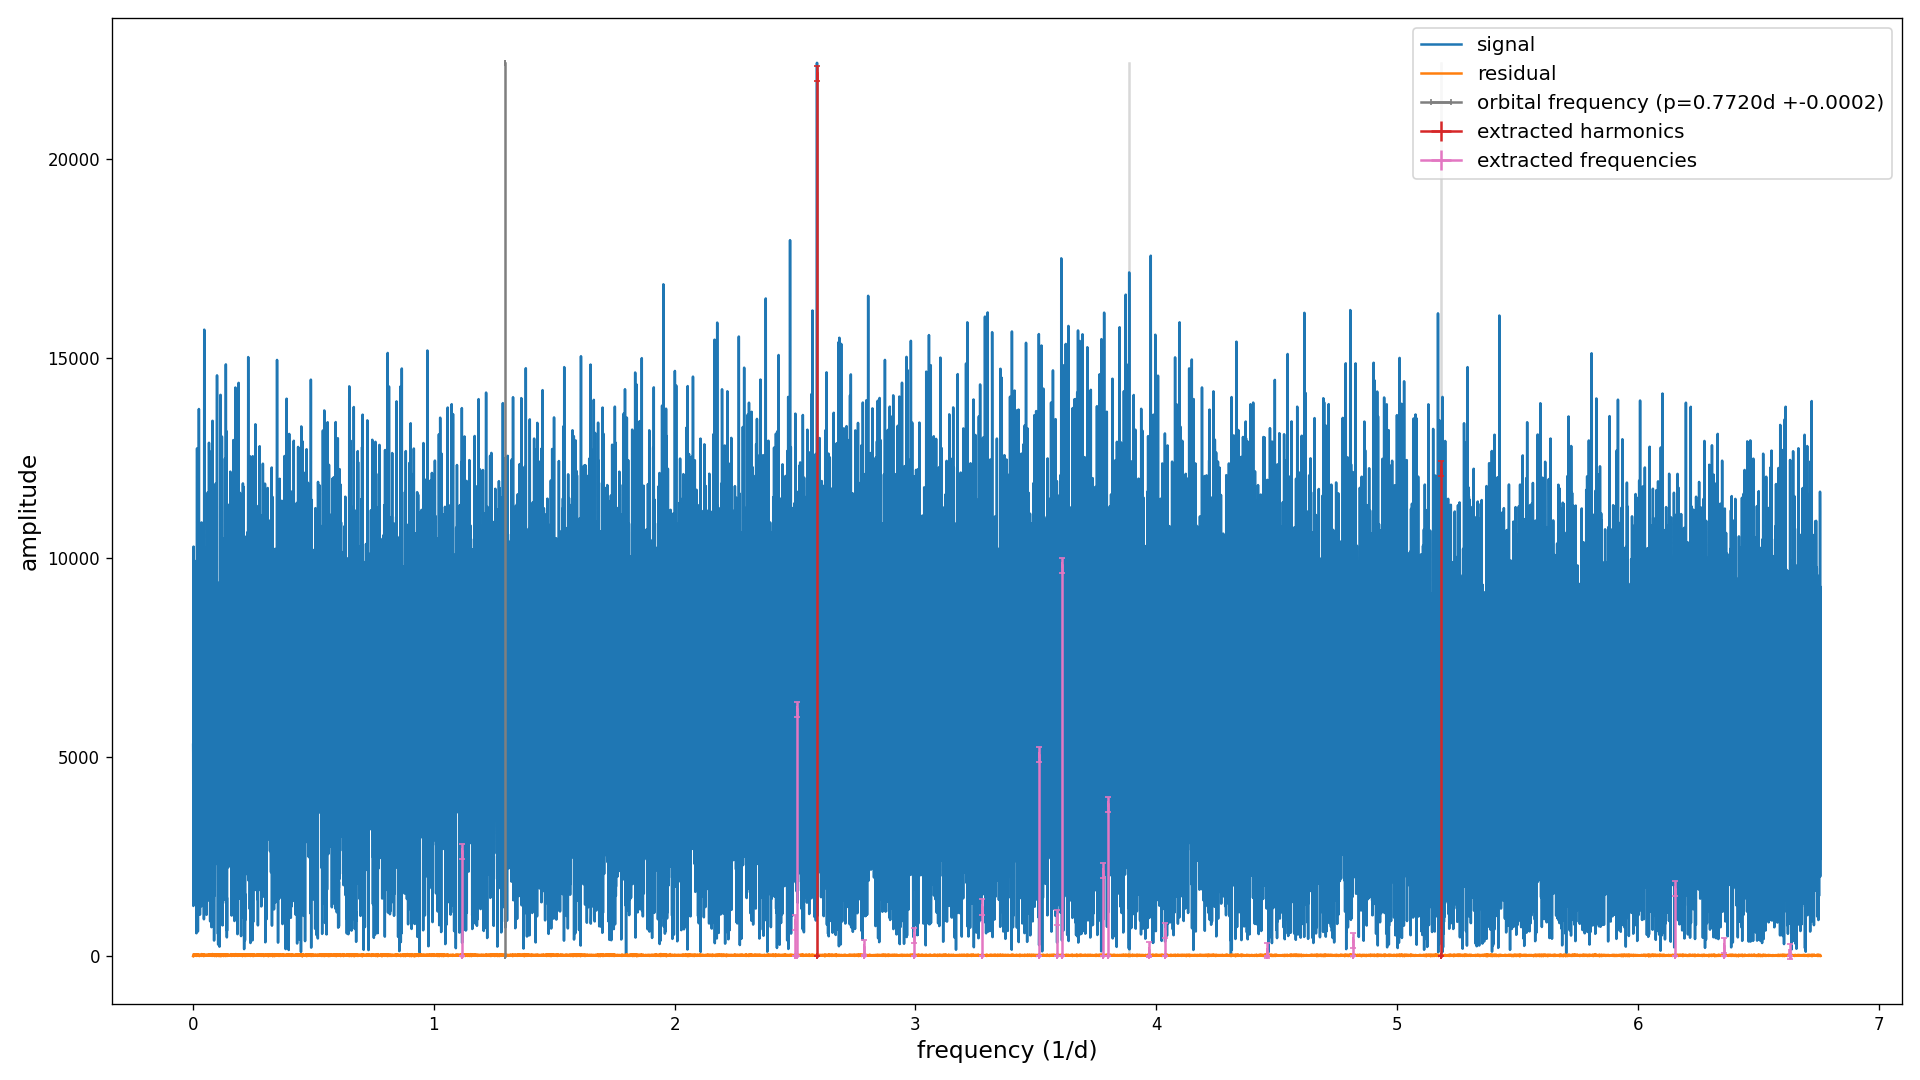 signal
residual
orbital frequency (p=0.7720d +-0.0002)
extracted harmonics
extracted frequencies
amplitude
20000
15000
10000
5000
0
0 1 2 3 4 5 6 7
frequency (1/d)